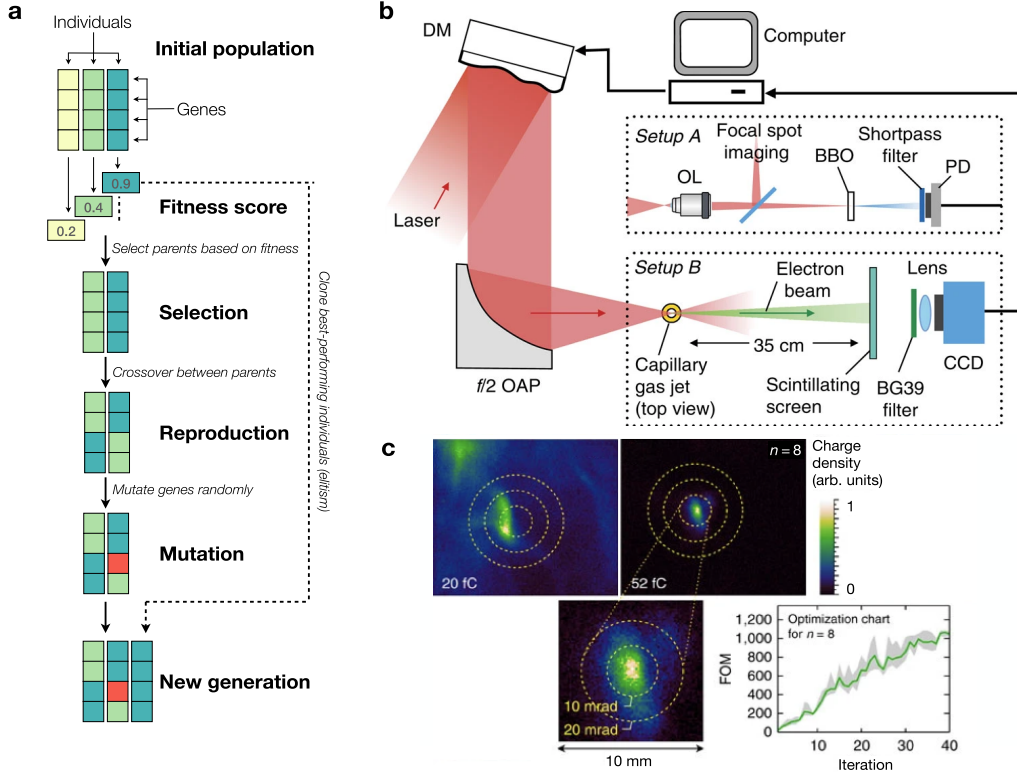 a
Individuals
Initial population
Genes
0.9
0.4
0.2
Fitness score
Select parents based on fitness
Selection
Crossover between parents
Reproduction
Mutate genes randomly
Mutation
New generation
Clone best-performing individuals (elitism)
b
DM
Computer
Laser
f/2 OAP
Setup A
Focal spot
imaging
OL
BBO
Shortpass
filter
PD
Setup B
Electron
beam
Lens
35 cm
Capillary
gas jet
(top view)
Scintillating
screen
BG39
filter
CCD
c
20 fC
n = 8
52 fC
Charge
density
(arb. units)
1
0
10 mrad
20 mrad
10 mm
Optimization chart
for n = 8
FOM
1,200
1,000
800
600
400
200
0
10
20
30
40
Iteration